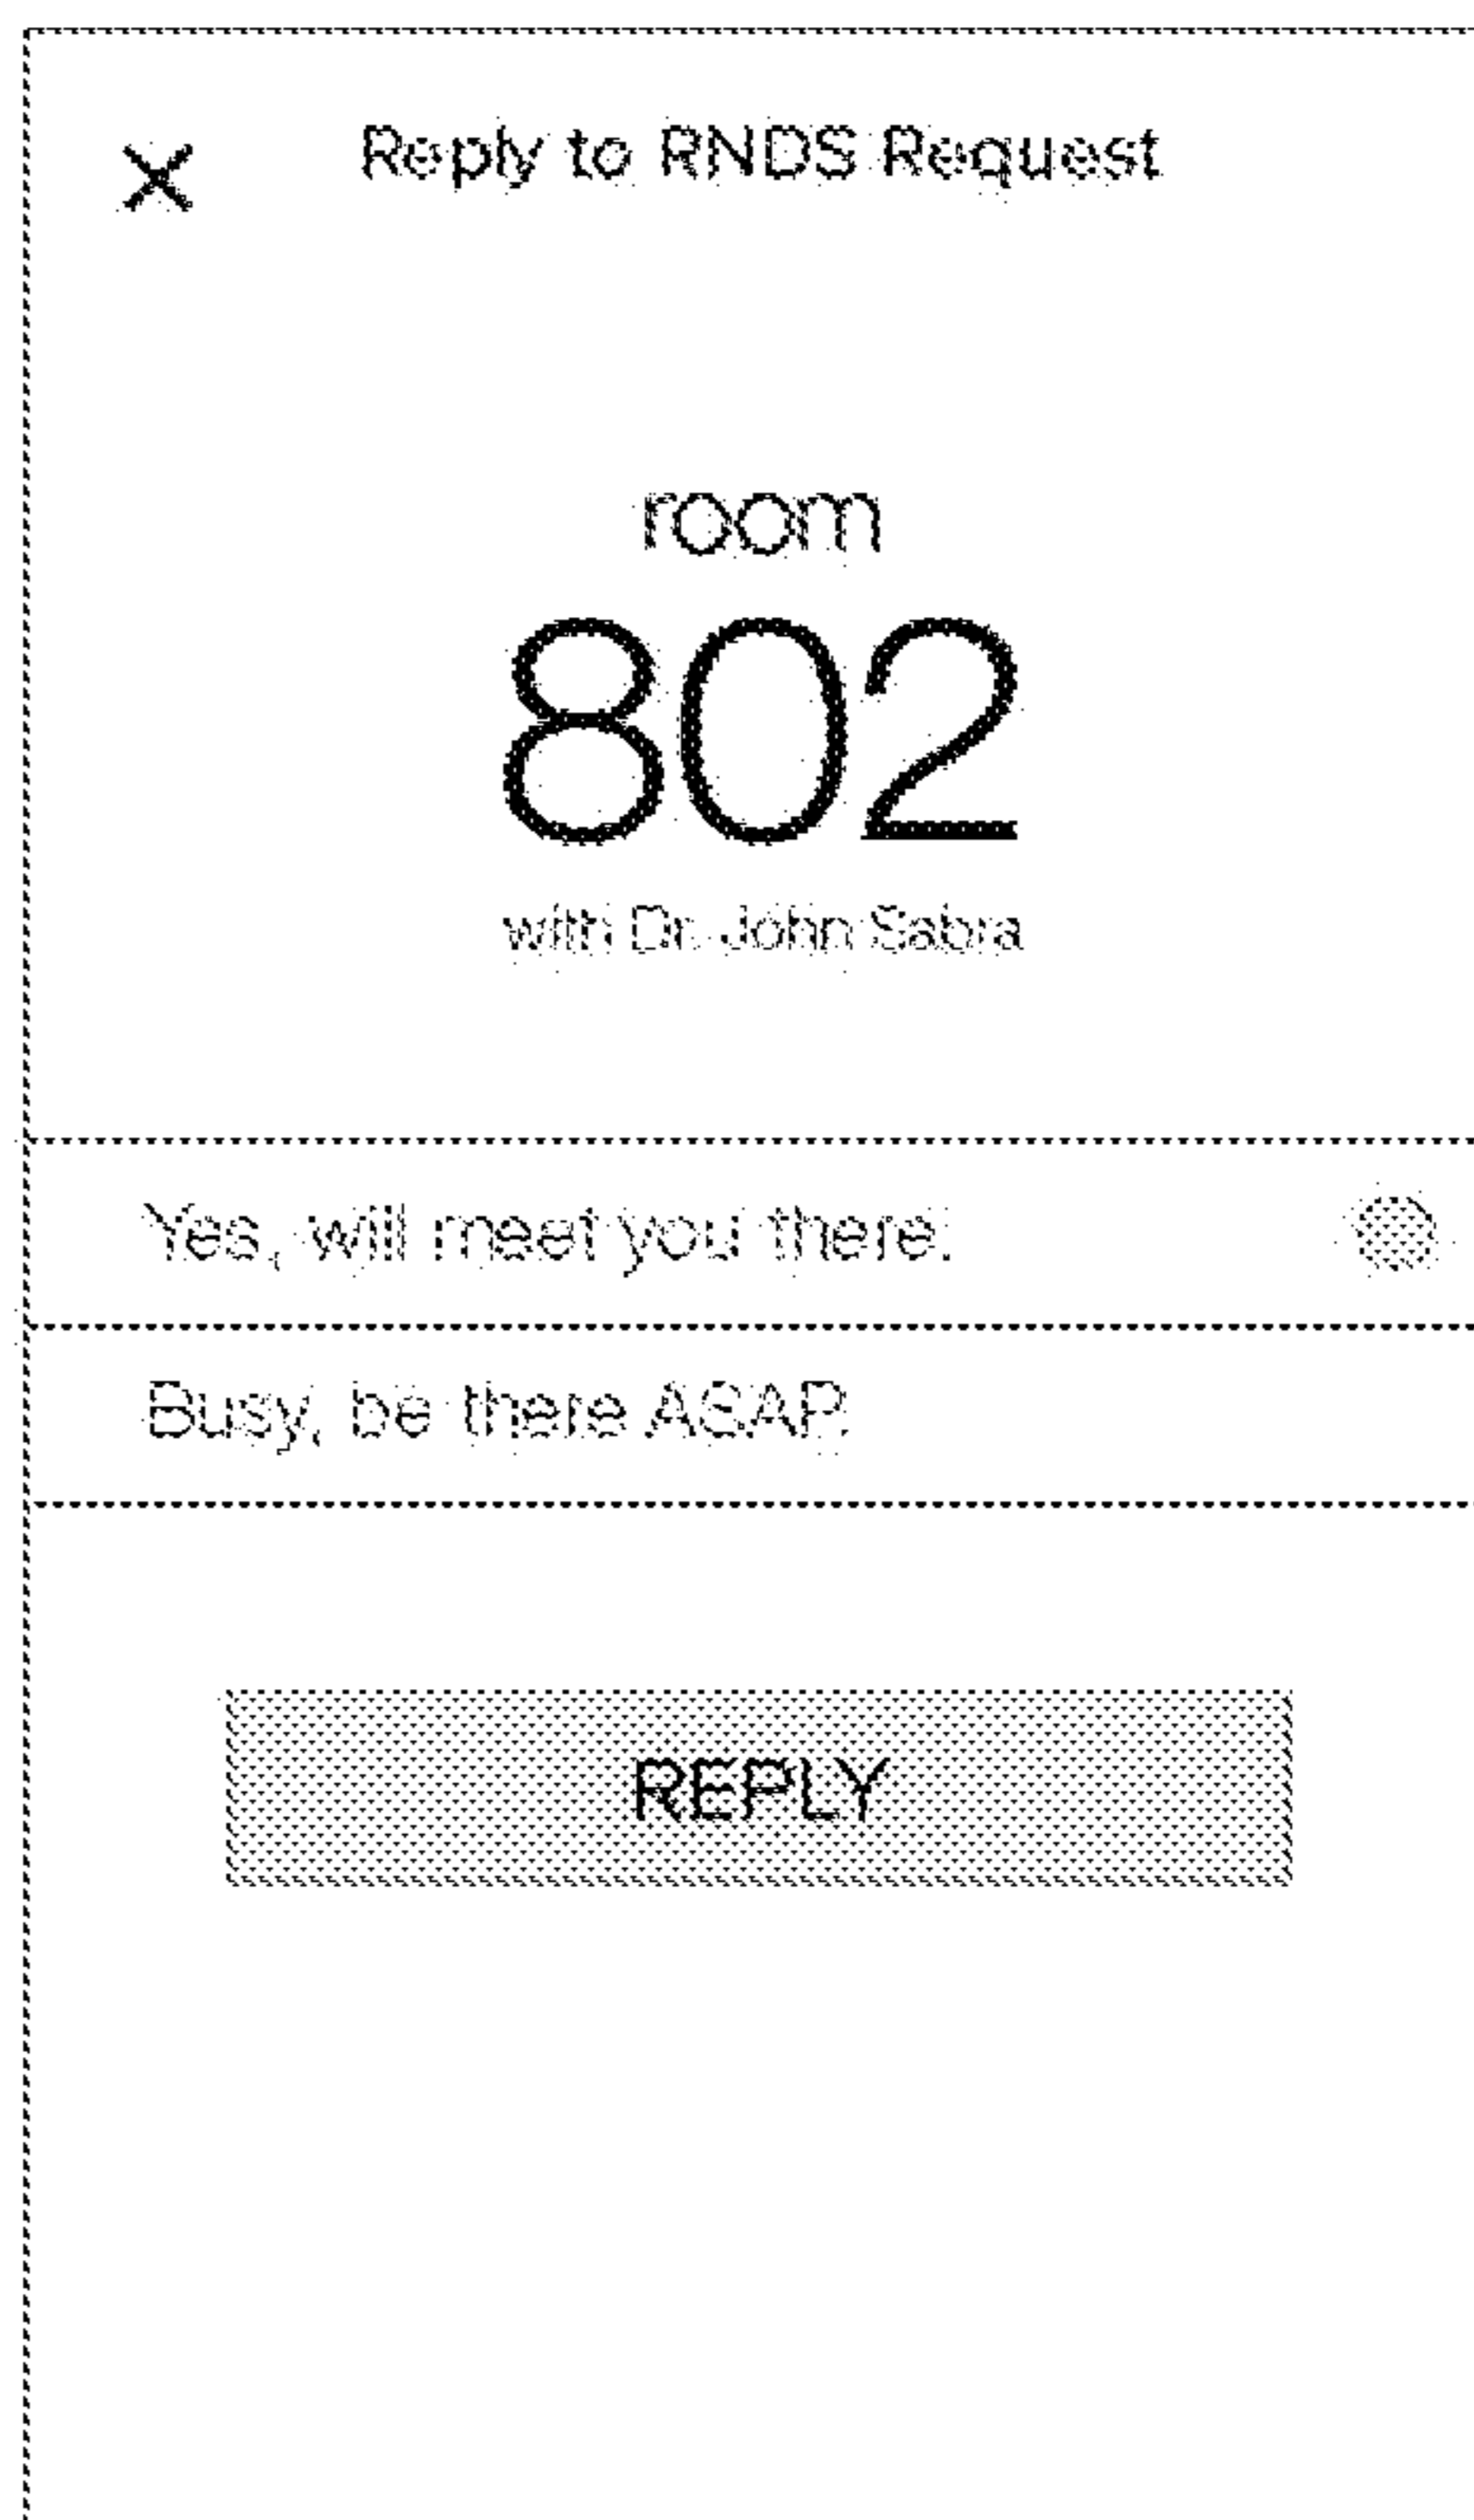 Reply to RNDS Request
room
802
with Dr. John Sabra
Yes, will meet you there.
Busy, be there ASAP.
REPLY